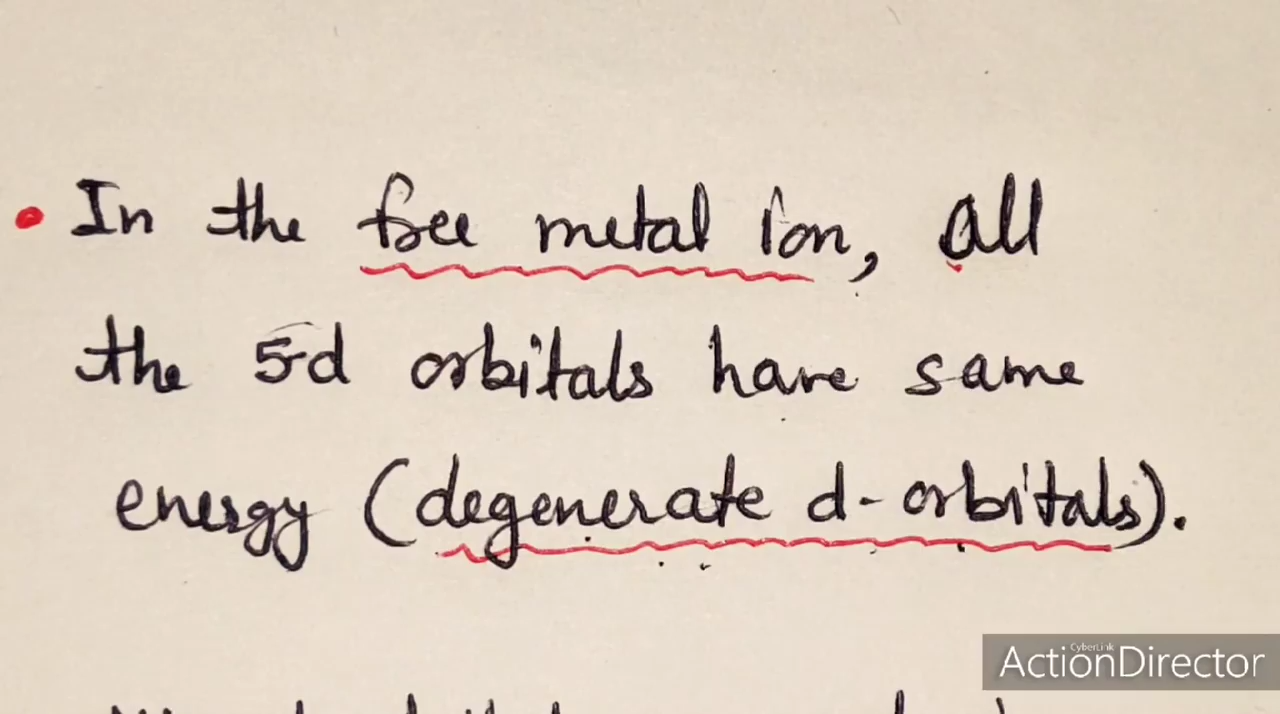 • In the free metal ion, all
the 5d orbitals have same
energy (degenerate d-orbitals).
CyberLink
ActionDirector